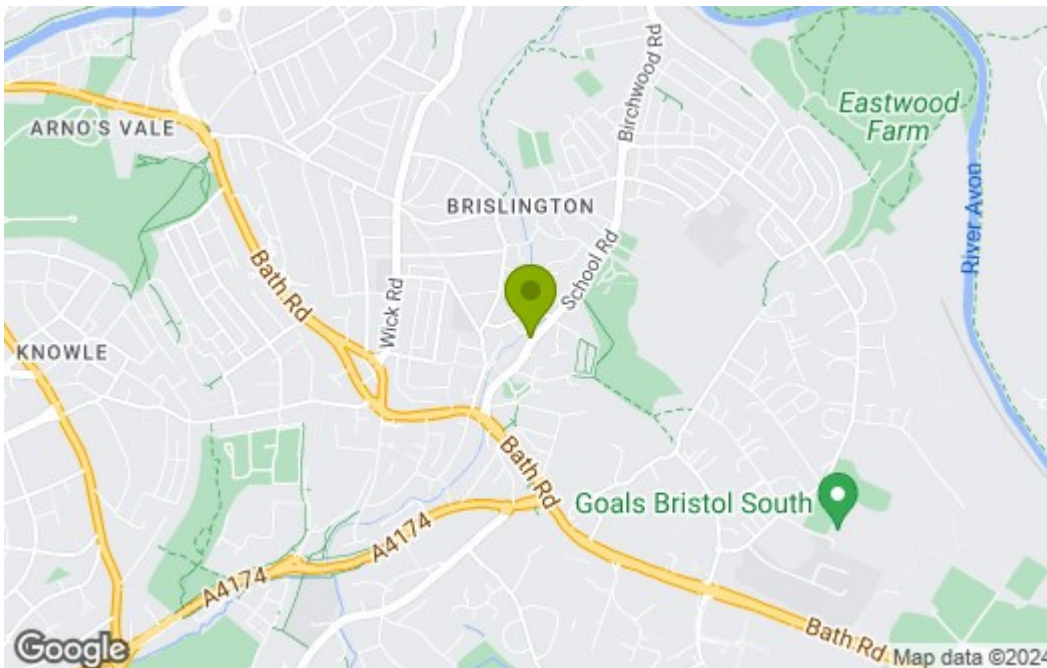 Birchwood Rd
Eastwood
Farm
ARNO'S VALE
BRISLINGTON
River Avon
Bath Rd
School Rd
Wick Rd
KNOWLE
Bath Rd
Goals Bristol South
A4174
A4174
Bath Rd
Google
Map data ©2024